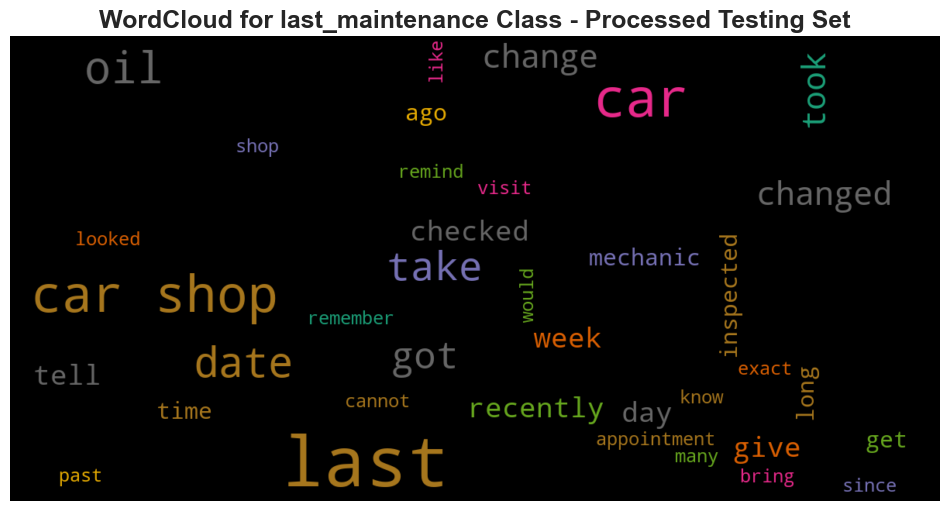 WordCloud for last_maintenance Class - Processed Testing Set
oil
like
change
car
took
ago
shop
remind
visit
changed
looked
checked
take
mechanic
inspected
car shop
would
remember
week
date
got
tell
exact
long
time
cannot
recently
day
know
appointment
many
give
get
last
past
bring
since